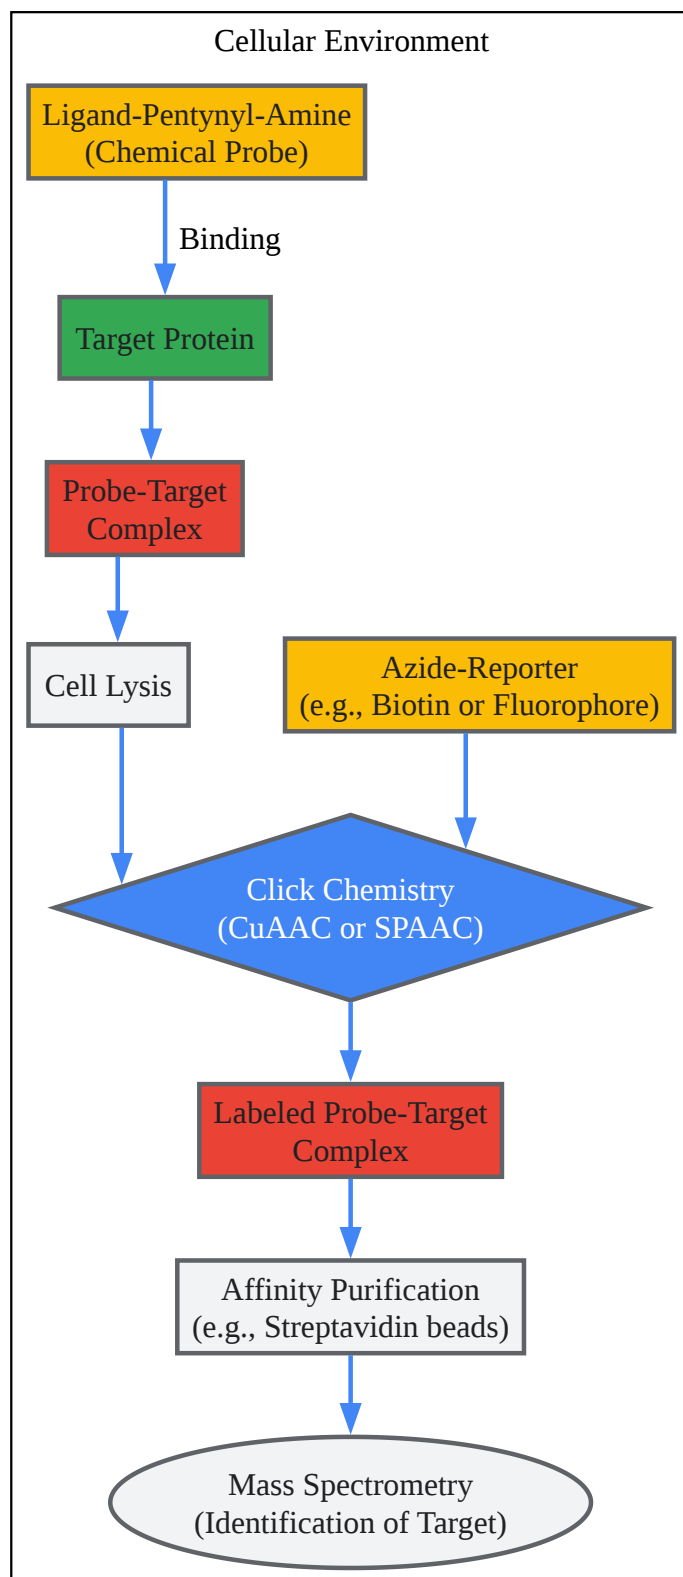 Cellular Environment
Ligand-Pentynyl-Amine
(Chemical Probe)
Binding
Target Protein
Probe-Target
Complex
Cell Lysis
Azide-Reporter
(e.g., Biotin or Fluorophore)
Click Chemistry
(CuAAC or SPAAC)
Labeled Probe-Target
Complex
Affinity Purification
(e.g., Streptavidin beads)
Mass Spectrometry
(Identification of Target)